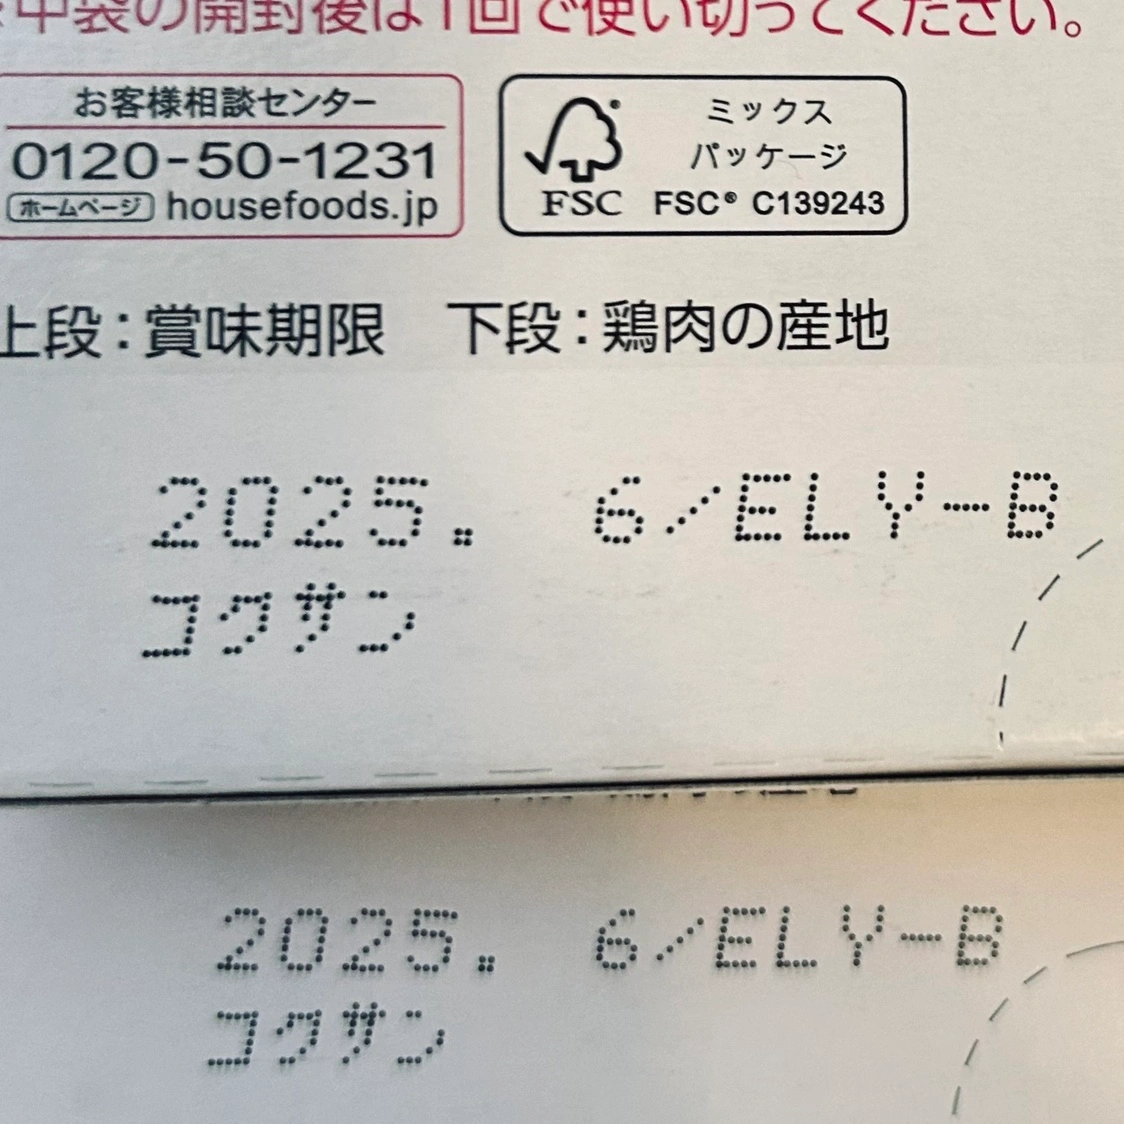 中袋の開封後は1回で使い切ってください。
お客様相談センター
0120-50-1231
ホームページ housefoods.jp
ミックス
パッケージ
FSC FSC® C139243
上段：賞味期限 下段：鶏肉の産地
2025. 6/ELY-B
コクサン
2025. 6/ELY-B
コクサン